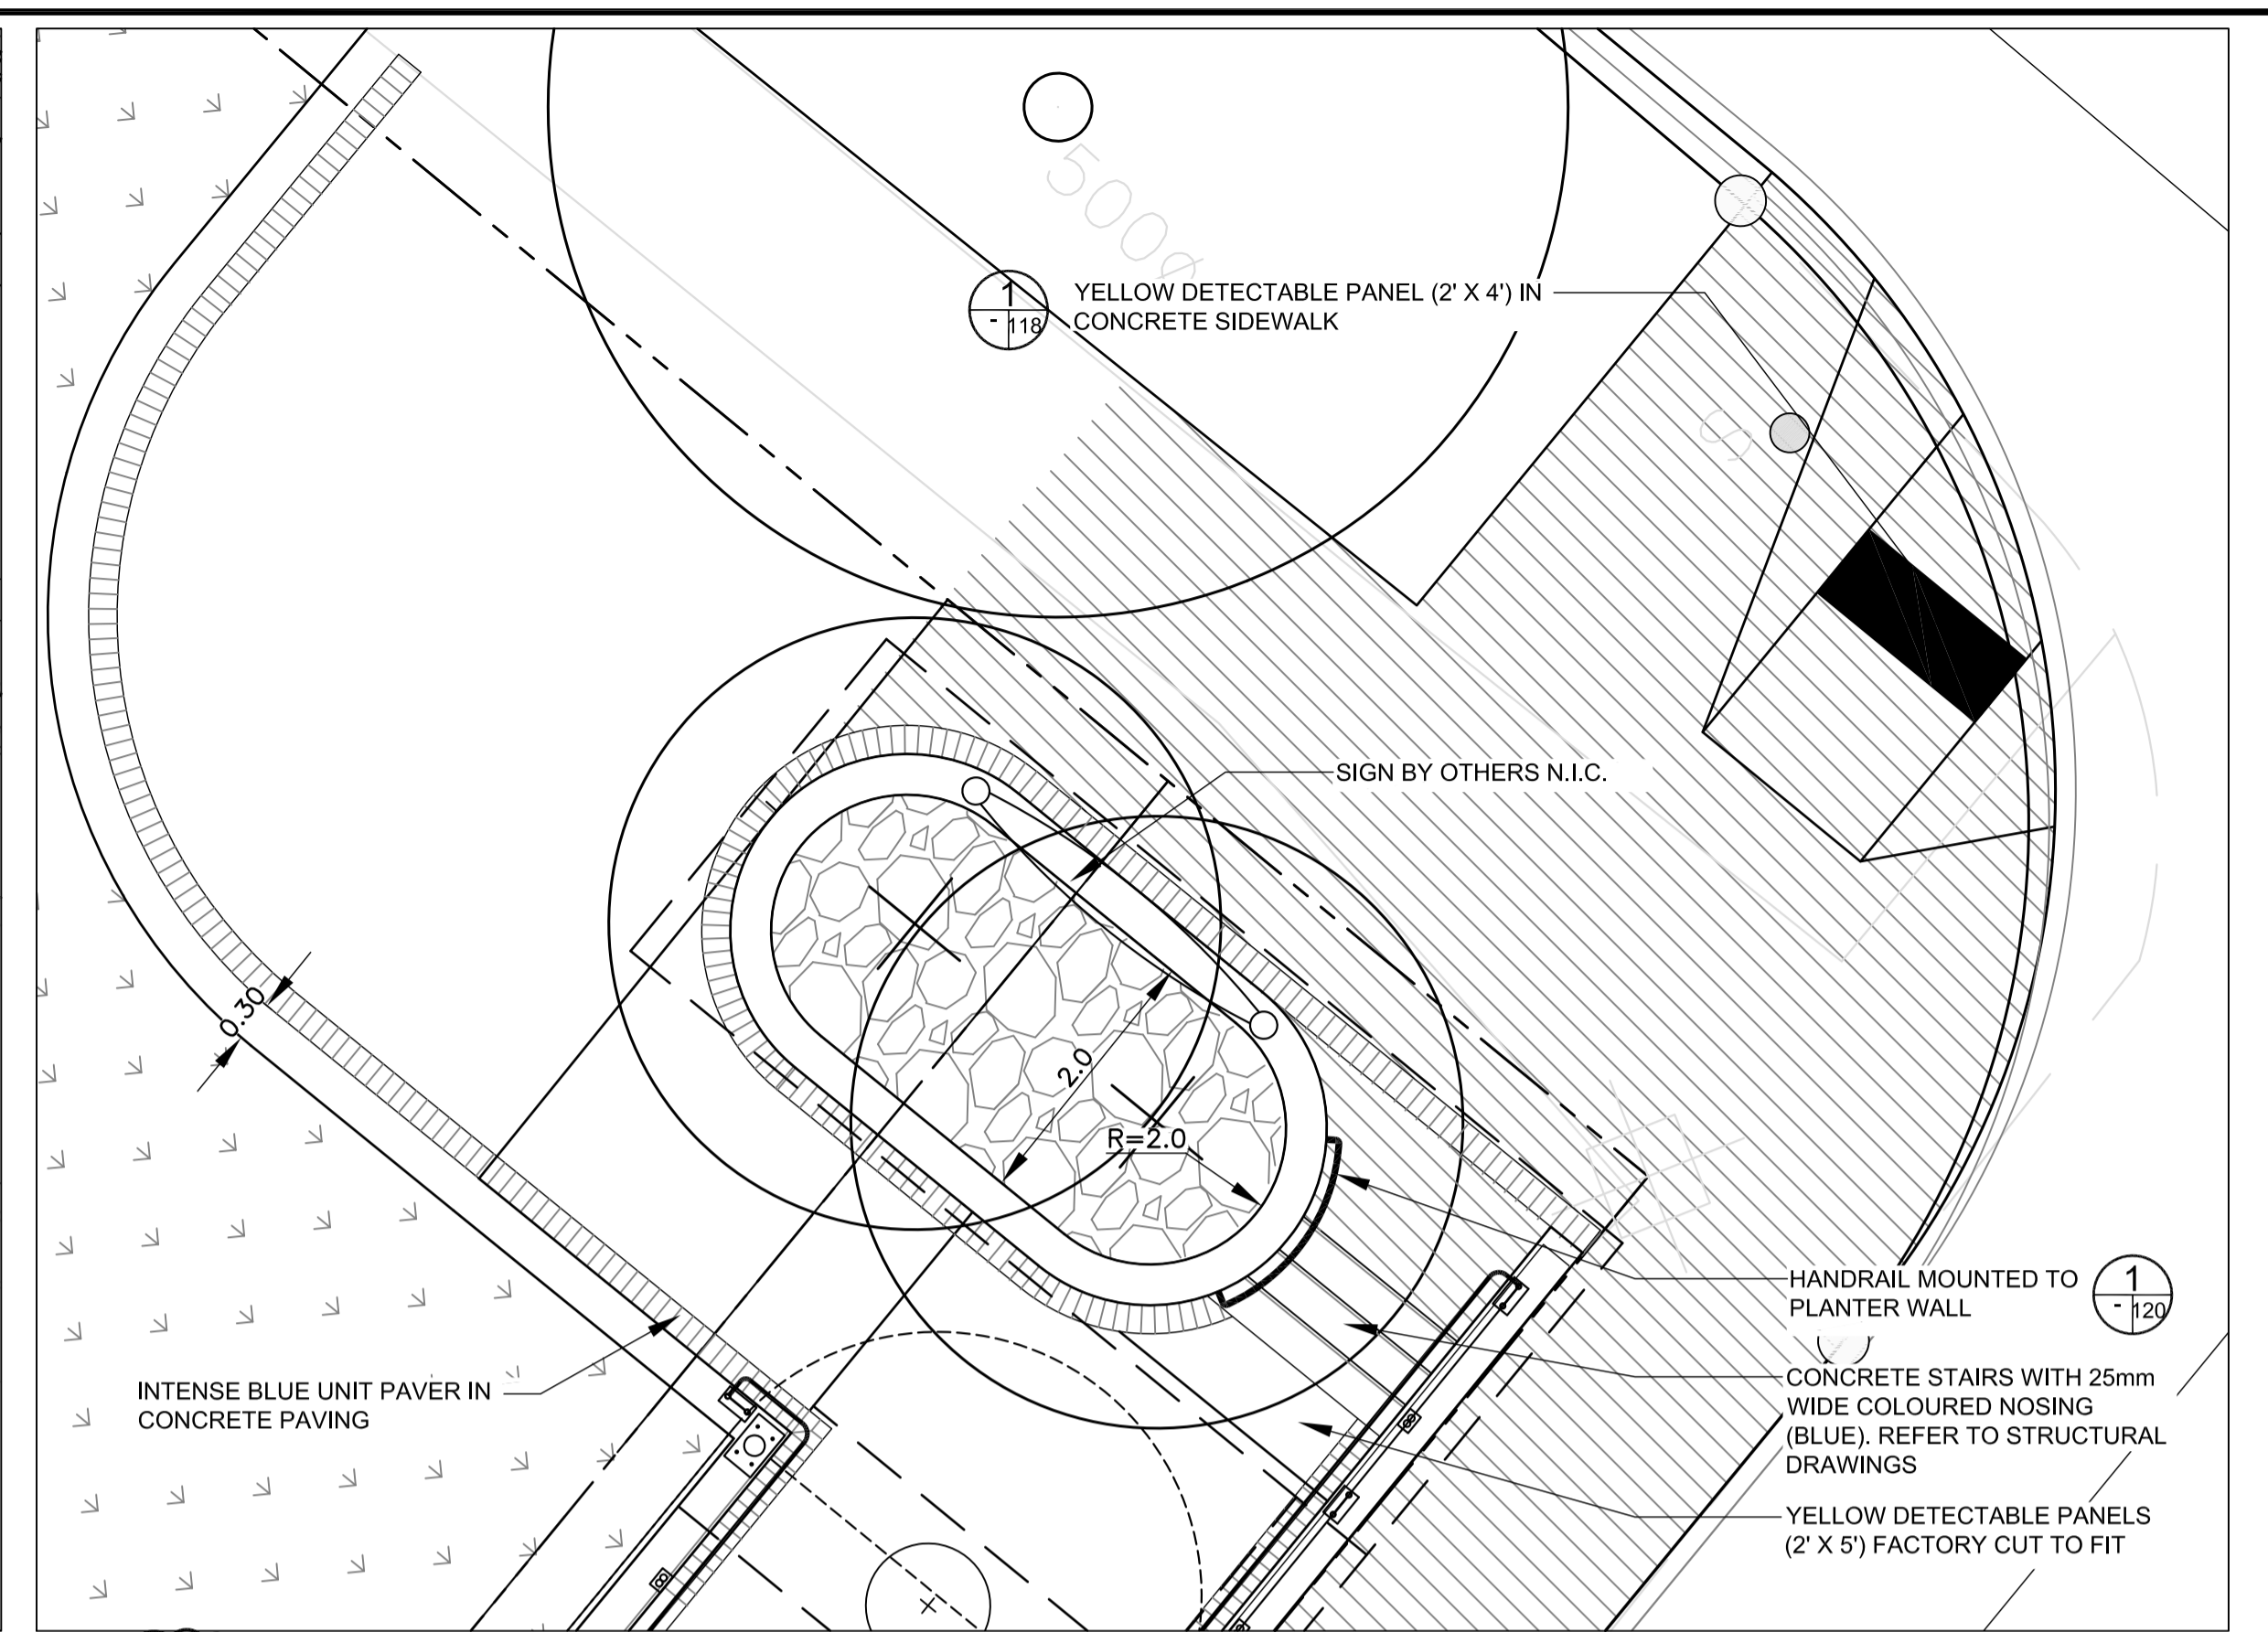 500
1
- 118
YELLOW DETECTABLE PANEL (2' X 4') IN
CONCRETE SIDEWALK
S
SIGN BY OTHERS N.I.C.
0.30
2.0
R=2.0
HANDRAIL MOUNTED TO
PLANTER WALL
1
- 120
INTENSE BLUE UNIT PAVER IN
CONCRETE PAVING
CONCRETE STAIRS WITH 25mm
WIDE COLOURED NOSING
(BLUE). REFER TO STRUCTURAL
DRAWINGS
YELLOW DETECTABLE PANELS
(2' X 5') FACTORY CUT TO FIT